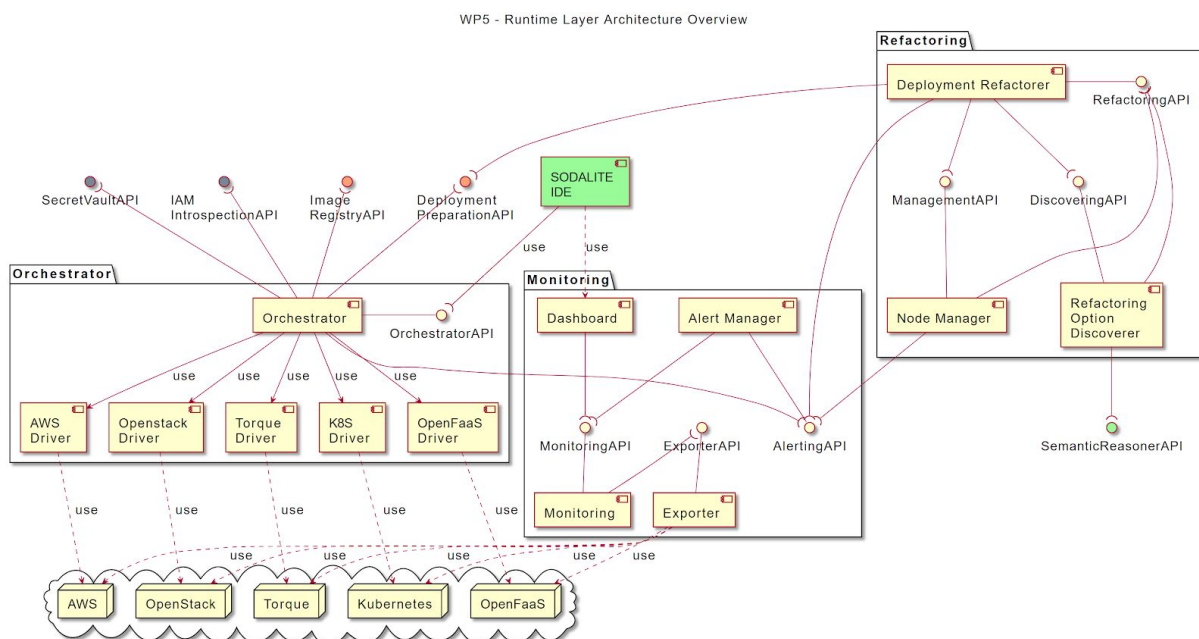 WP5 - Runtime Layer Architecture Overview
Refactoring
Deployment Refactorer
RefactoringAPI
SODALITE
IDE
SecretVaultAPI
IAM
IntrospectionAPI
Image
RegistryAPI
Deployment
PreparationAPI
ManagementAPI
DiscoveringAPI
use
use
Orchestrator
Orchestrator
OrchestratorAPI
Monitoring
Dashboard
Alert Manager
Node Manager
Refactoring
Option
Discoverer
use
use
use
use
use
AWS
Driver
Openstack
Driver
Torque
Driver
K8S
Driver
OpenFaaS
Driver
MonitoringAPI
ExporterAPI
AlertingAPI
SemanticReasonerAPI
Monitoring
Exporter
use
use
use
use
use
use
use
use
use
use
AWS
OpenStack
Torque
Kubernetes
OpenFaaS